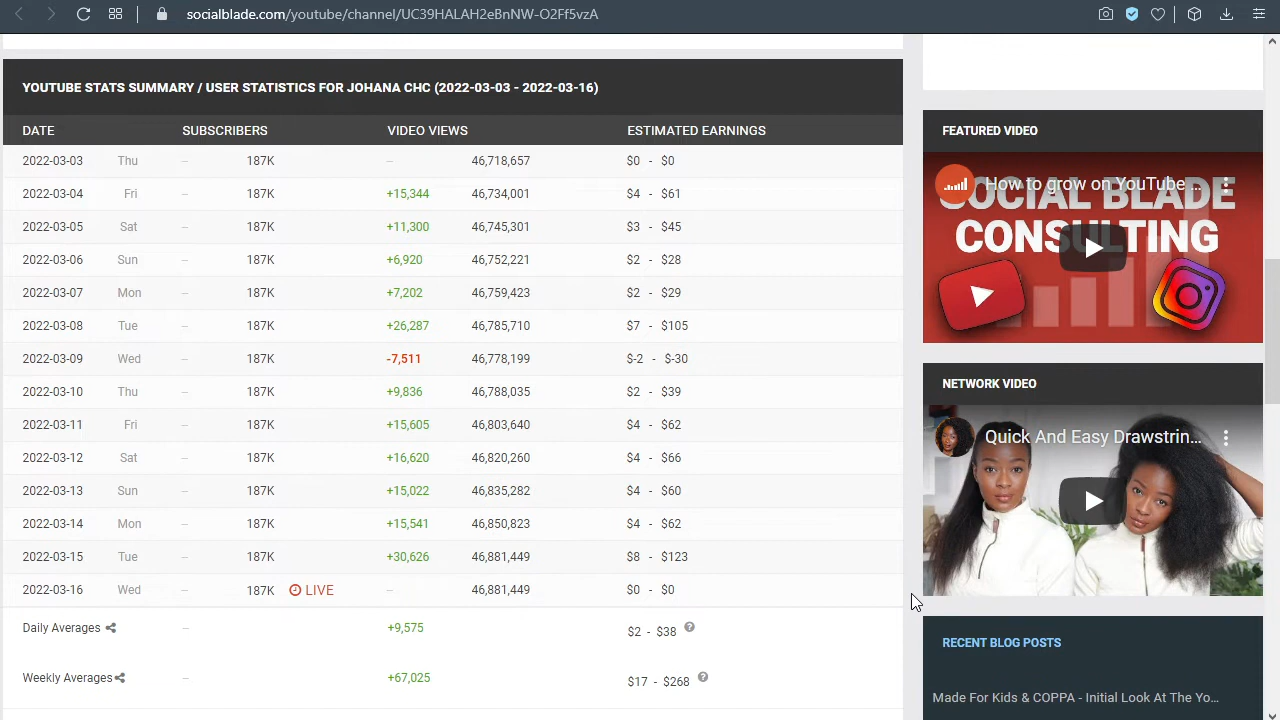 socialblade.com/youtube/channel/UC39HALAH2eBnNW-O2Ff5vzA
YOUTUBE STATS SUMMARY / USER STATISTICS FOR JOHANA CHC (2022-03-03 - 2022-03-16)
DATE SUBSCRIBERS VIDEO VIEWS ESTIMATED EARNINGS
2022-03-03 Thu -- 187K -- 46,718,657 $0 - $0
2022-03-04 Fri -- 187K +15,344 46,734,001 $4 - $61
2022-03-05 Sat -- 187K +11,300 46,745,301 $3 - $45
2022-03-06 Sun -- 187K +6,920 46,752,221 $2 - $28
2022-03-07 Mon -- 187K +7,202 46,759,423 $2 - $29
2022-03-08 Tue -- 187K +26,287 46,785,710 $7 - $105
2022-03-09 Wed -- 187K -7,511 46,778,199 $-2 - $-30
2022-03-10 Thu -- 187K +9,836 46,788,035 $2 - $39
2022-03-11 Fri -- 187K +15,605 46,803,640 $4 - $62
2022-03-12 Sat -- 187K +16,620 46,820,260 $4 - $66
2022-03-13 Sun -- 187K +15,022 46,835,282 $4 - $60
2022-03-14 Mon -- 187K +15,541 46,850,823 $4 - $62
2022-03-15 Tue -- 187K +30,626 46,881,449 $8 - $123
2022-03-16 Wed -- 187K LIVE -- 46,881,449 $0 - $0
Daily Averages -- +9,575 $2 - $38 ?
Weekly Averages -- +67,025 $17 - $268 ?
FEATURED VIDEO
How to grow on YouTube ...
SOCIAL BLADE
CONSULTING
NETWORK VIDEO
Quick And Easy Drawstrin...
RECENT BLOG POSTS
Made For Kids & COPPA - Initial Look At The Yo...